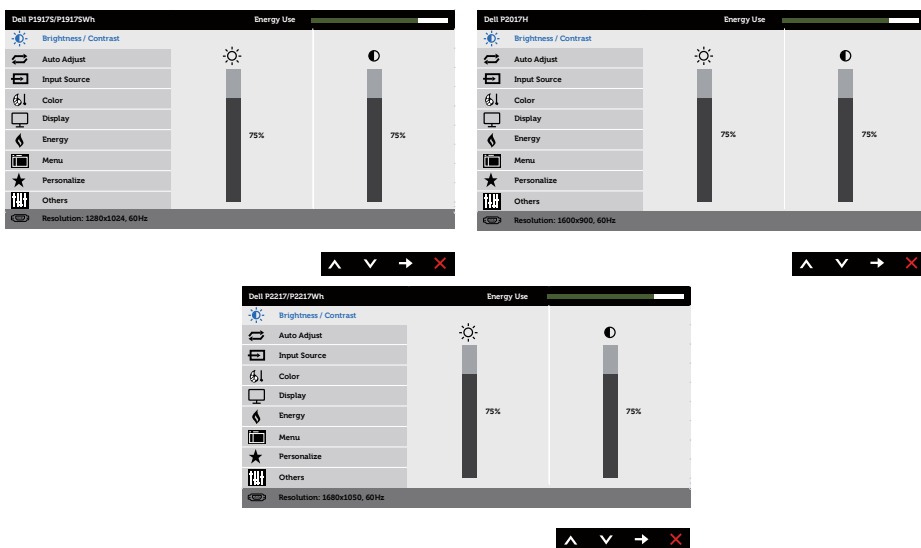 Dell P1917S/P1917SWh Energy Use
Brightness / Contrast
Auto Adjust
Input Source
Color
Display
Energy
Menu
Personalize
Others
75% 75%
Resolution: 1280x1024, 60Hz
Dell P2017H Energy Use
Brightness / Contrast
Auto Adjust
Input Source
Color
Display
Energy
Menu
Personalize
Others
75% 75%
Resolution: 1600x900, 60Hz
Dell P2217/P2217Wh Energy Use
Brightness / Contrast
Auto Adjust
Input Source
Color
Display
Energy
Menu
Personalize
Others
75% 75%
Resolution: 1680x1050, 60Hz